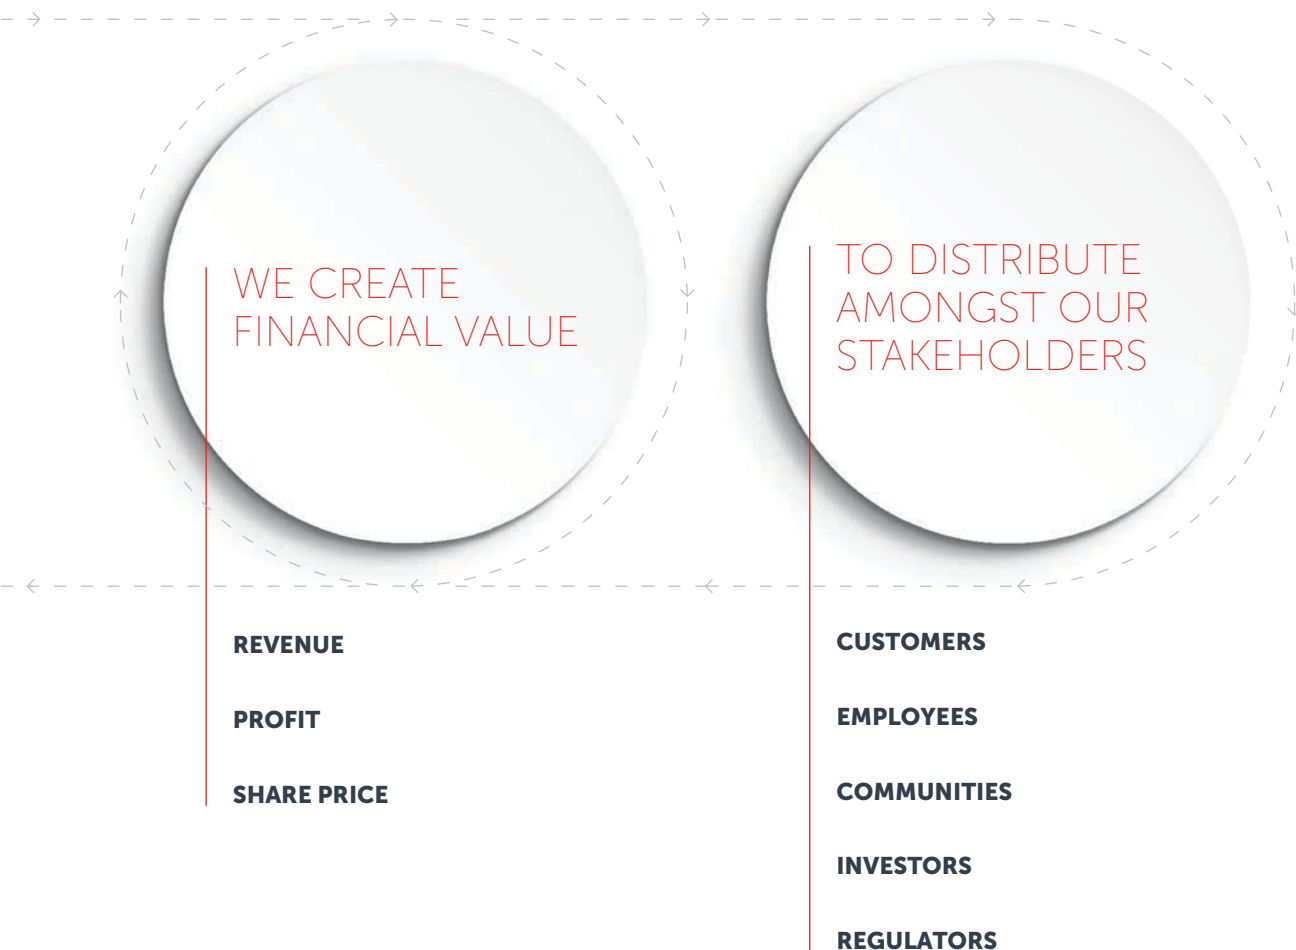 WE CREATE
FINANCIAL VALUE
REVENUE
PROFIT
SHARE PRICE
TO DISTRIBUTE
AMONGST OUR
STAKEHOLDERS
CUSTOMERS
EMPLOYEES
COMMUNITIES
INVESTORS
REGULATORS